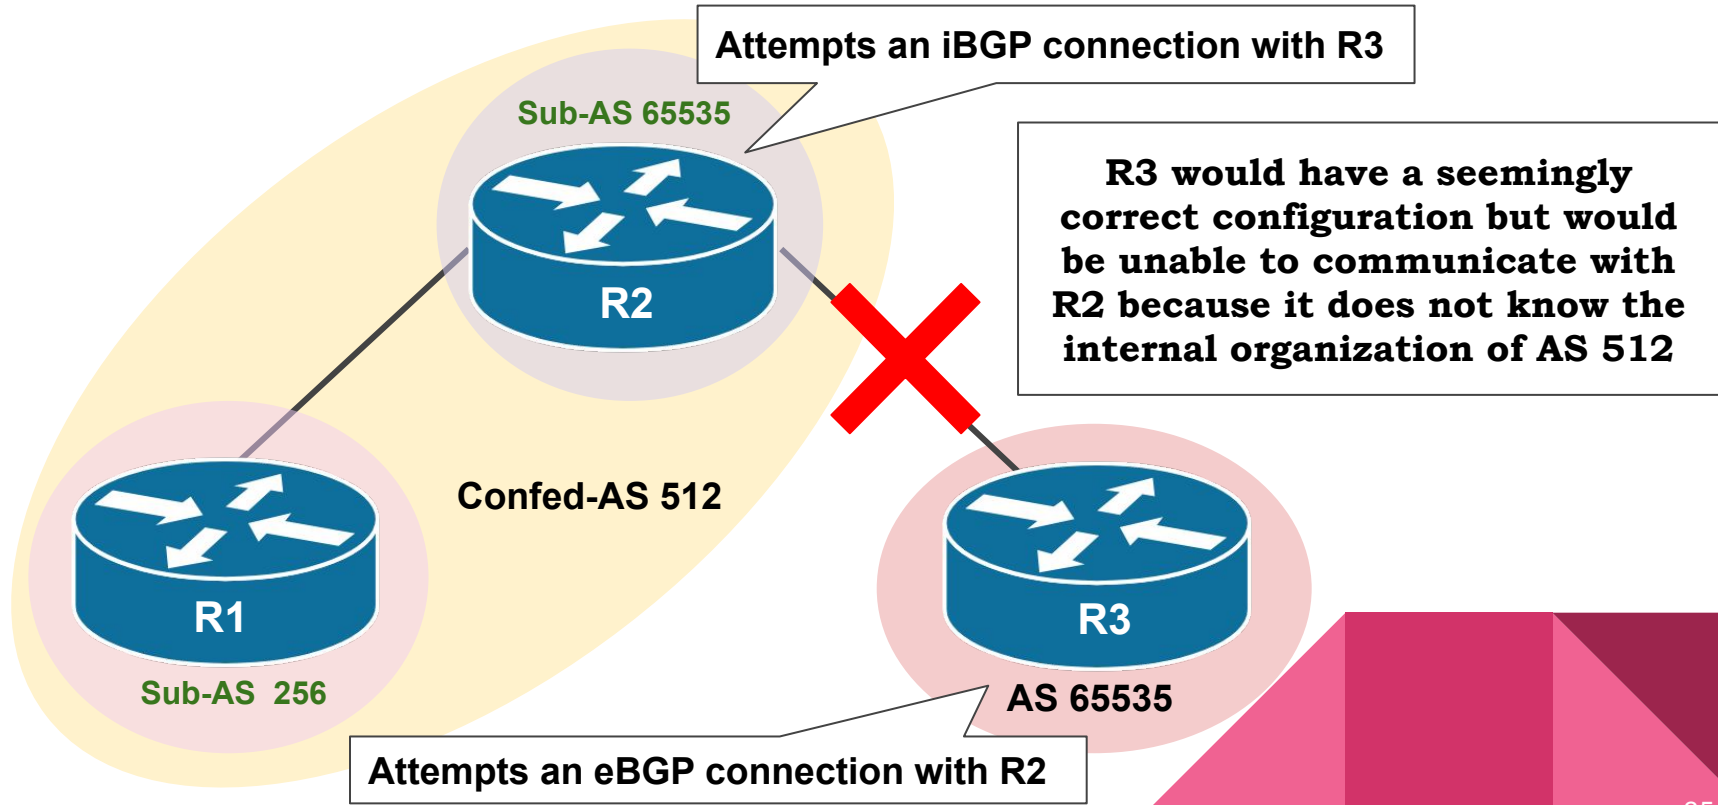 Attempts an iBGP connection with R3
Sub-AS 65535
R2
R3 would have a seemingly
correct configuration but would
be unable to communicate with
R2 because it does not know the
internal organization of AS 512
Confed-AS 512
R1
Sub-AS 256
R3
AS 65535
Attempts an eBGP connection with R2